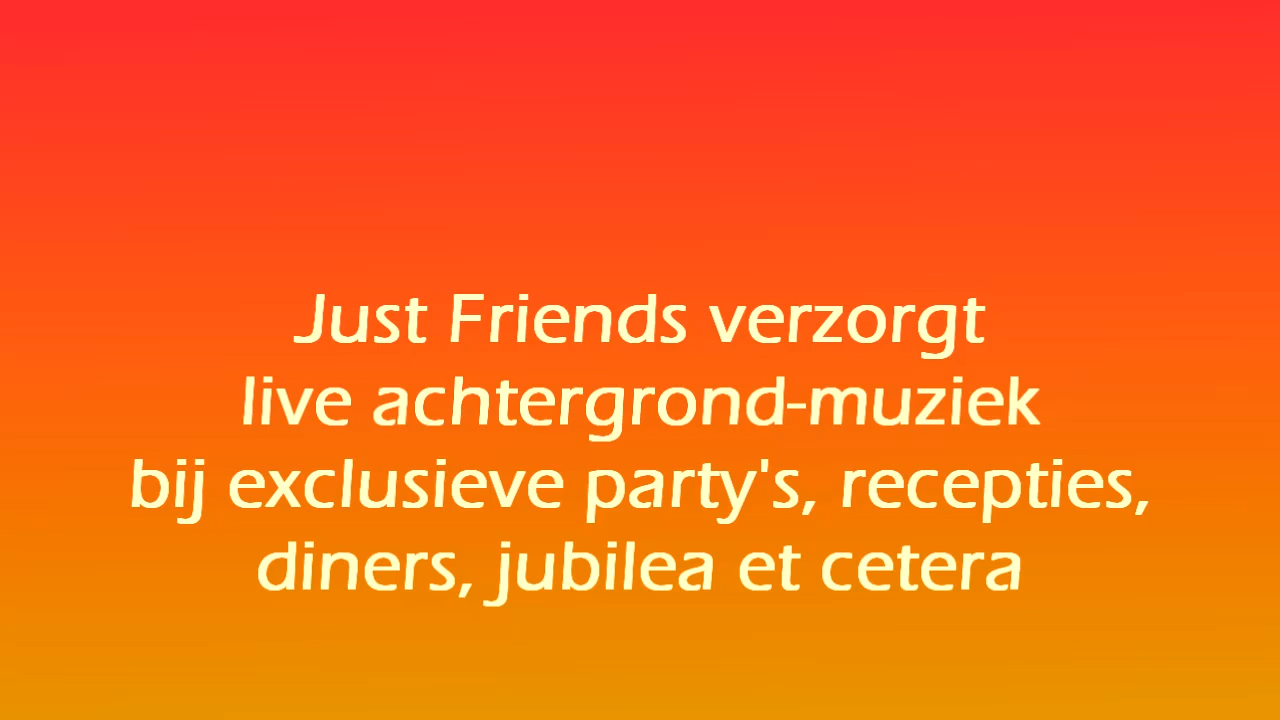 Just Friends verzorgt
live achtergrond-muziek
bij exclusieve party's, recepties,
diners, jubilea et cetera